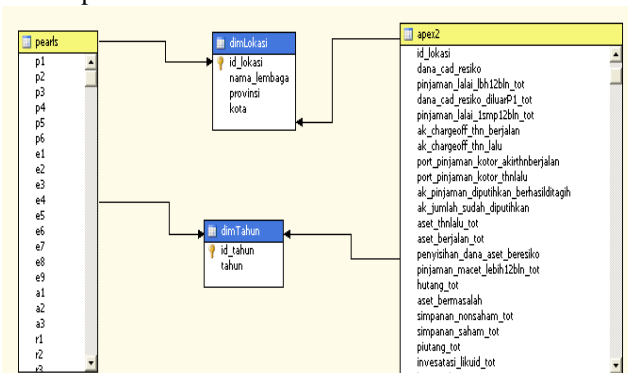 pearls
p1
p2
p3
p4
p5
p6
e1
e2
e3
e4
e5
e6
e7
e8
e9
a1
a2
a3
r1
r2
r3
dimLokasi
id_lokasi
nama_lembaga
provinsi
kota
dimTahun
id_tahun
tahun
apex2
id_lokasi
dana_cad_resiko
pinjaman_lalai_lbh12bln_tot
dana_cad_resiko_diluarP1_tot
pinjaman_lalai_1smp12bln_tot
ak_chargeoff_thn_berjalan
ak_chargeoff_thn_lalu
port_pinjaman_kotor_akirthnberjalan
port_pinjaman_kotor_thnlalu
ak_pinjaman_diputihkan_berhasilditagih
ak_jumlah_sudah_diputihkan
aset_thnlalu_tot
aset_berjalan_tot
penyisihan_dana_aset_beresiko
pinjaman_macet_lebih12bln_tot
hutang_tot
aset_bermasalah
simpanan_nonsaham_tot
simpanan_saham_tot
piutang_tot
invesatasi_likuid_tot